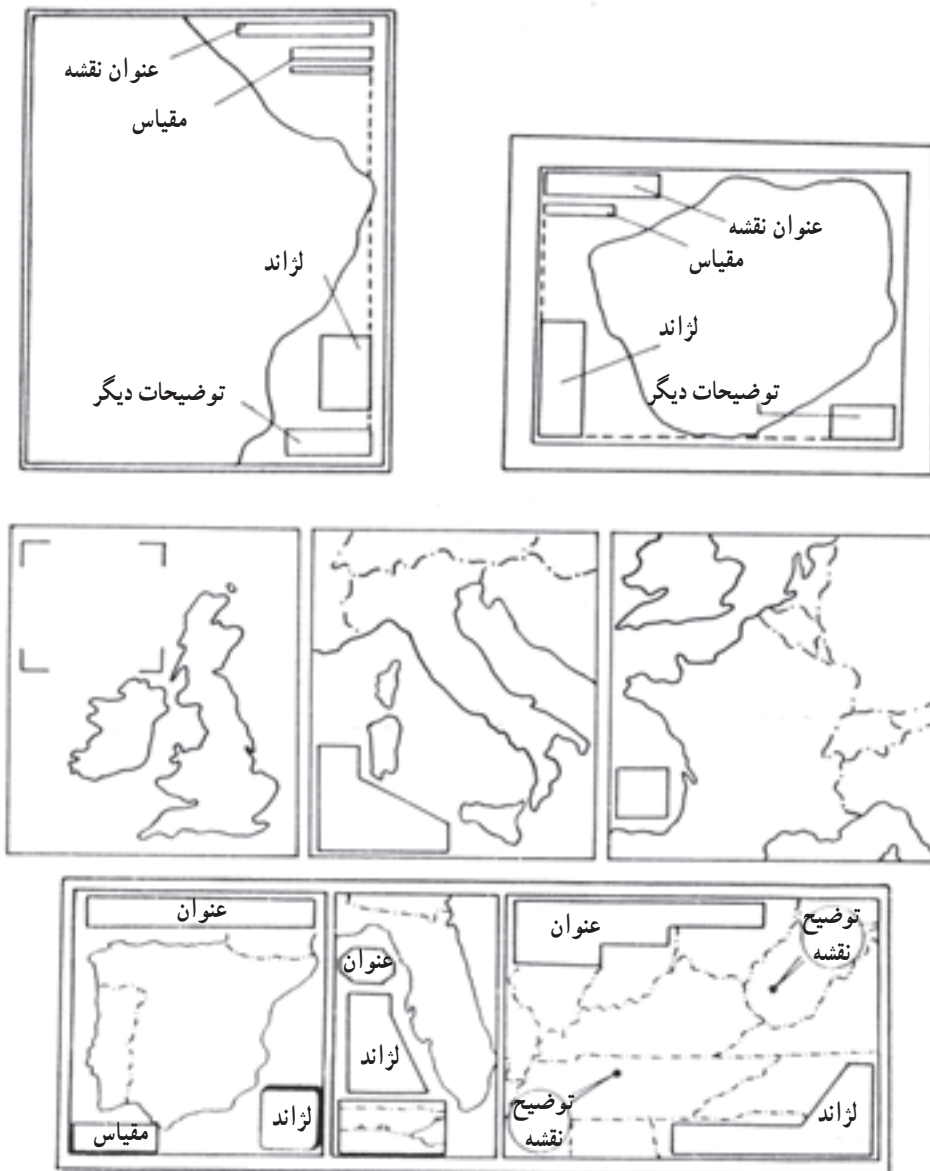 عنوان نقشه
مقیاس
لژاند
توضیحات دیگر
عنوان نقشه
مقیاس
لژاند
توضیحات دیگر
عنوان
مقیاس
لژاند
عنوان
لژاند
عنوان
توضیح
نقشه
توضیح
نقشه
لژاند